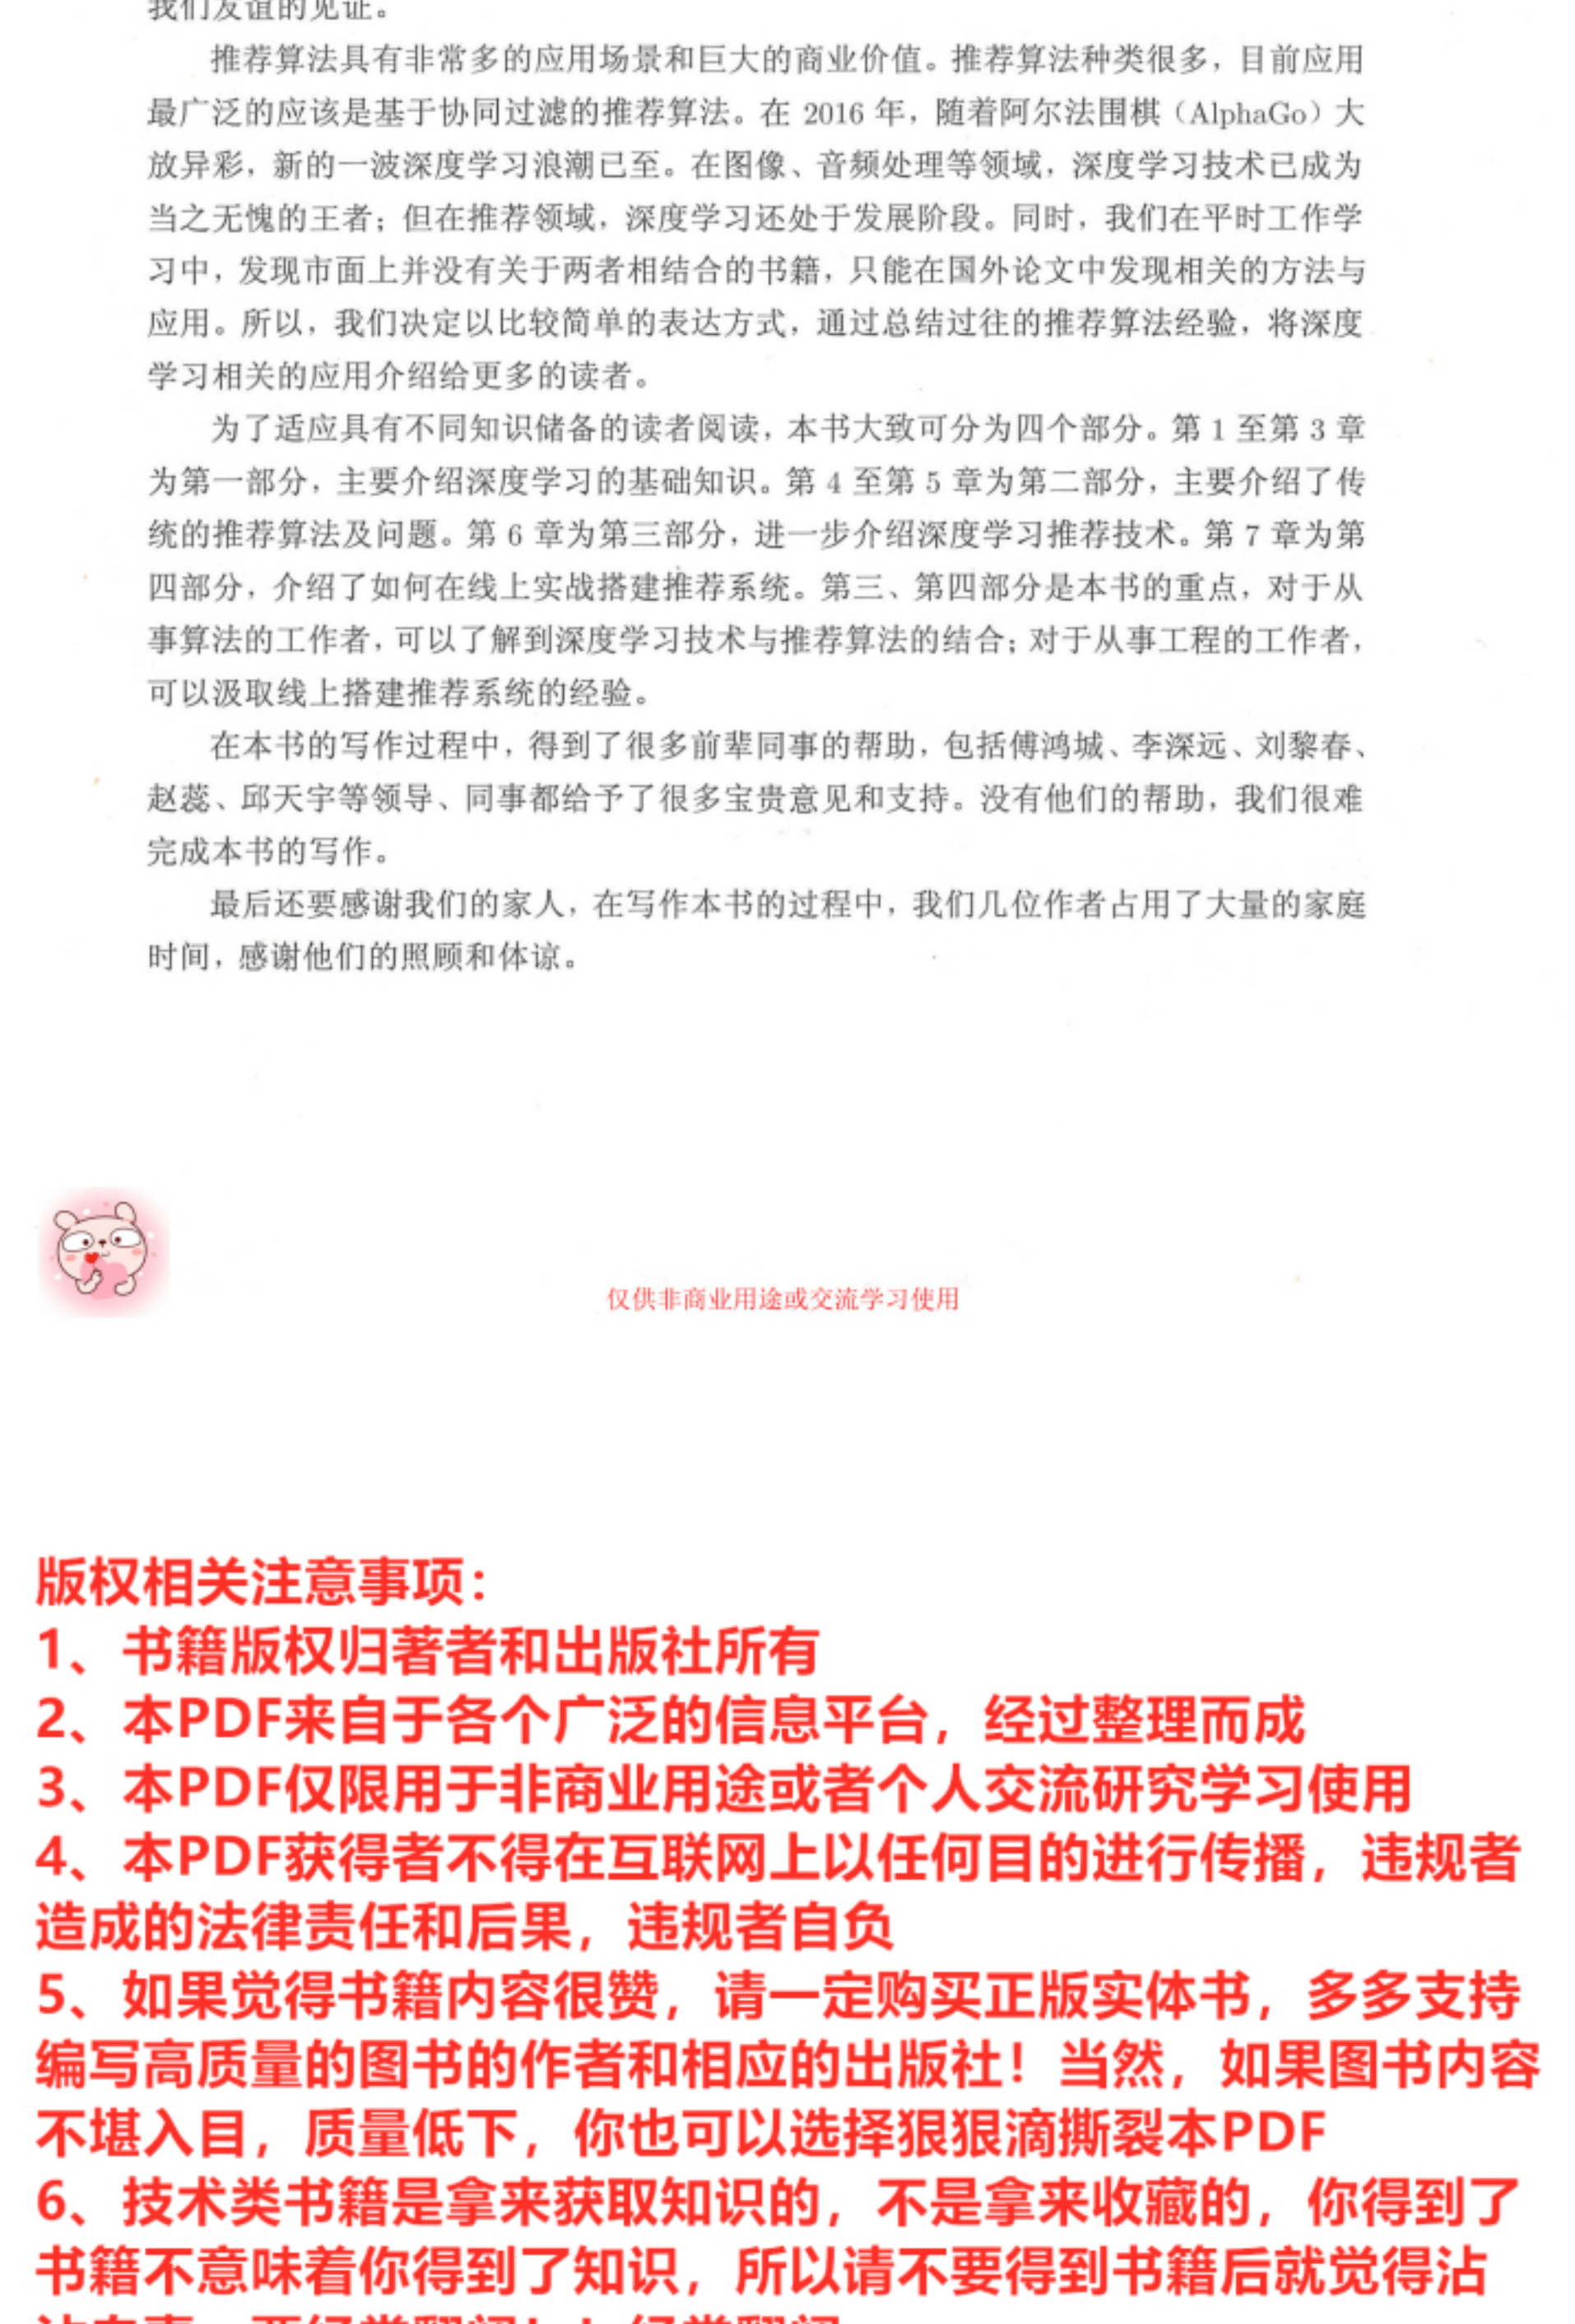 我们友谊的见证。
推荐算法具有非常多的应用场景和巨大的商业价值。推荐算法种类很多，目前应用
最广泛的应该是基于协同过滤的推荐算法。在 2016 年，随着阿尔法围棋（AlphaGo）大
放异彩，新的一波深度学习浪潮已至。在图像、音频处理等领域，深度学习技术已成为
当之无愧的王者；但在推荐领域，深度学习还处于发展阶段。同时，我们在平时工作学
习中，发现市面上并没有关于两者相结合的书籍，只能在国外论文中发现相关的方法与
应用。所以，我们决定以比较简单的表达方式，通过总结过往的推荐算法经验，将深度
学习相关的应用介绍给更多的读者。
为了适应具有不同知识储备的读者阅读，本书大致可分为四个部分。第 1 至第 3 章
为第一部分，主要介绍深度学习的基础知识。第 4 至第 5 章为第二部分，主要介绍了传
统的推荐算法及问题。第 6 章为第三部分，进一步介绍深度学习推荐技术。第 7 章为第
四部分，介绍了如何在线上实战搭建推荐系统。第三、第四部分是本书的重点，对于从
事算法的工作者，可以了解到深度学习技术与推荐算法的结合；对于从事工程的工作者，
可以汲取线上搭建推荐系统的经验。
在本书的写作过程中，得到了很多前辈同事的帮助，包括傅鸿城、李深远、刘黎春、
赵蕊、邱天宇等领导、同事都给予了很多宝贵意见和支持。没有他们的帮助，我们很难
完成本书的写作。
最后还要感谢我们的家人，在写作本书的过程中，我们几位作者占用了大量的家庭
时间，感谢他们的照顾和体谅。
仅供非商业用途或交流学习使用
版权相关注意事项：
1、书籍版权归著者和出版社所有
2、本PDF来自于各个广泛的信息平台，经过整理而成
3、本PDF仅限用于非商业用途或者个人交流研究学习使用
4、本PDF获得者不得在互联网上以任何目的进行传播，违规者
造成的法律责任和后果，违规者自负
5、如果觉得书籍内容很赞，请一定购买正版实体书，多多支持
编写高质量的图书的作者和相应的出版社！当然，如果图书内容
不堪入目，质量低下，你也可以选择狠狠滴撕裂本PDF
6、技术类书籍是拿来获取知识的，不是拿来收藏的，你得到了
书籍不意味着你得到了知识，所以请不要得到书籍后就觉得沾